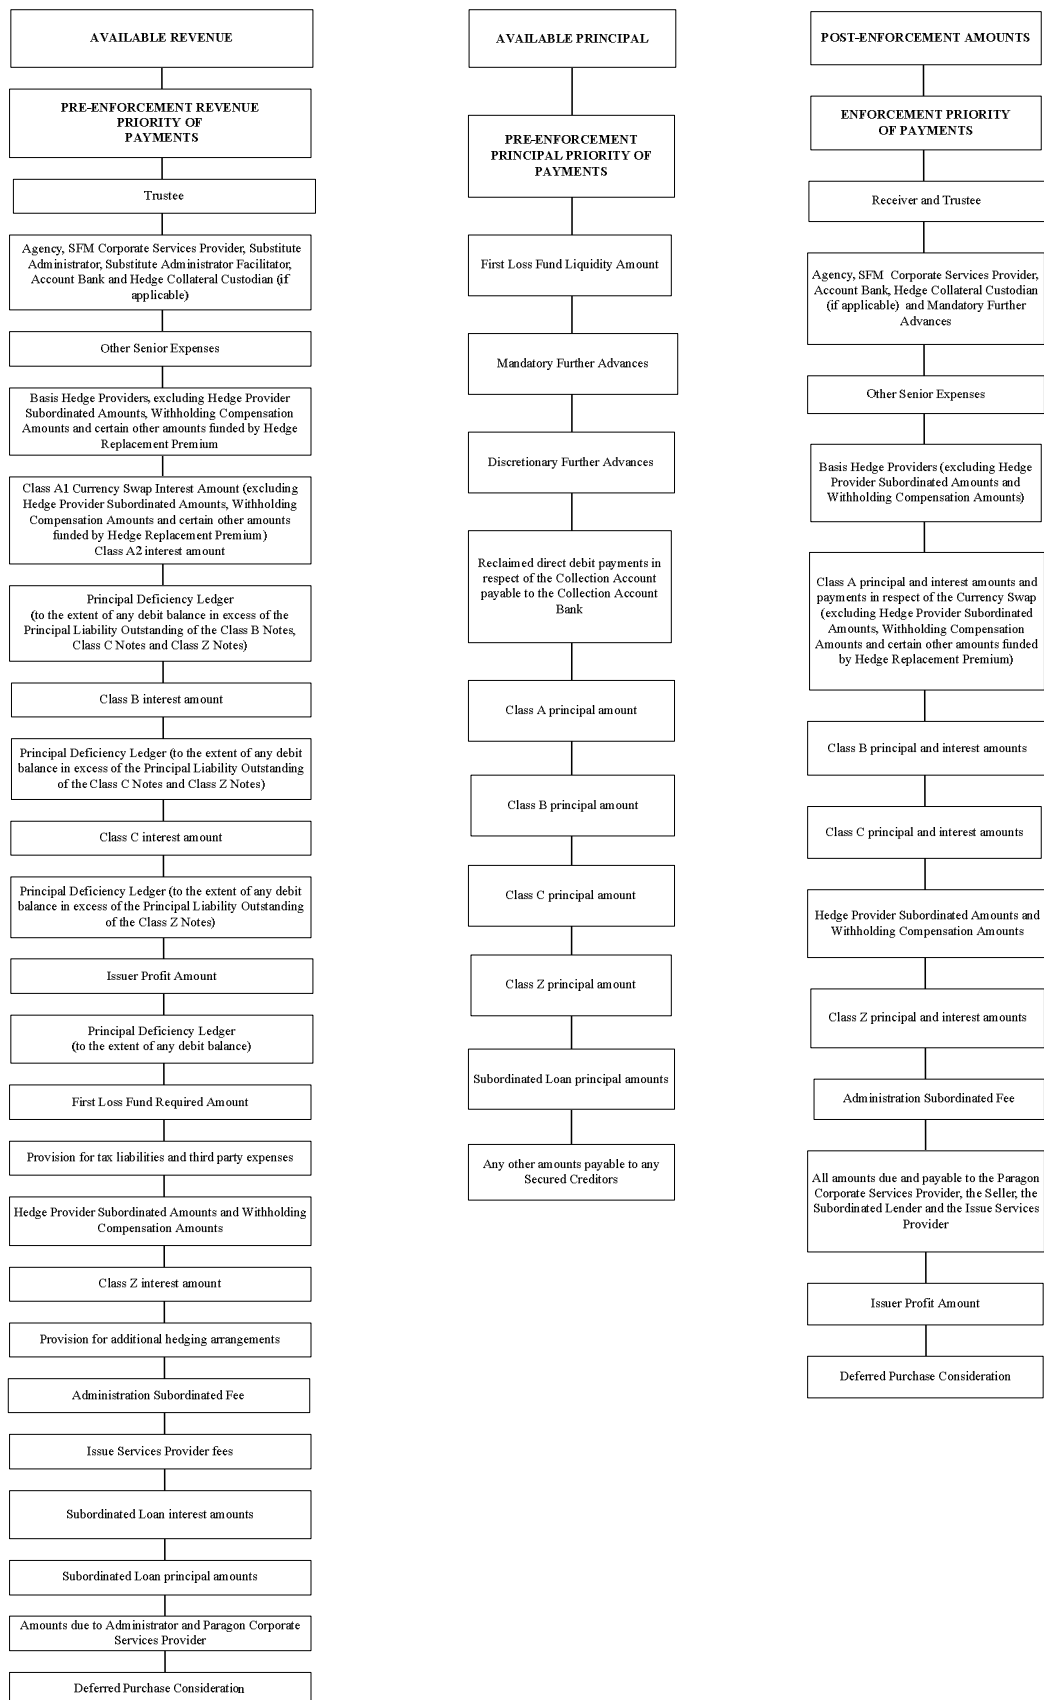 AVAILABLE REVENUE
PRE-ENFORCEMENT REVENUE
PRIORITY OF
PAYMENTS
Trustee
Agency, SFM Corporate Services Provider, Substitute
Administrator, Substitute Administrator Facilitator,
Account Bank and Hedge Collateral Custodian (if
applicable)
Other Senior Expenses
Basis Hedge Providers, excluding Hedge Provider
Subordinated Amounts, Withholding Compensation
Amounts and certain other amounts funded by Hedge
Replacement Premium
Class A1 Currency Swap Interest Amount (excluding
Hedge Provider Subordinated Amounts, Withholding
Compensation Amounts and certain other amounts
funded by Hedge Replacement Premium)
Class A2 interest amount
Principal Deficiency Ledger
(to the extent of any debit balance in excess of the
Principal Liability Outstanding of the Class B Notes,
Class C Notes and Class Z Notes)
Class B interest amount
Principal Deficiency Ledger (to the extent of any debit
balance in excess of the Principal Liability Outstanding
of the Class C Notes and Class Z Notes)
Class C interest amount
Principal Deficiency Ledger (to the extent of any debit
balance in excess of the Principal Liability Outstanding
of the Class Z Notes)
Issuer Profit Amount
Principal Deficiency Ledger
(to the extent of any debit balance)
First Loss Fund Required Amount
Provision for tax liabilities and third party expenses
Hedge Provider Subordinated Amounts and Withholding
Compensation Amounts
Class Z interest amount
Provision for additional hedging arrangements
Administration Subordinated Fee
Issue Services Provider fees
Subordinated Loan interest amounts
Subordinated Loan principal amounts
Amounts due to Administrator and Paragon Corporate
Services Provider
Deferred Purchase Consideration
AVAILABLE PRINCIPAL
PRE-ENFORCEMENT
PRINCIPAL PRIORITY OF
PAYMENTS
First Loss Fund Liquidity Amount
Mandatory Further Advances
Discretionary Further Advances
Reclaimed direct debit payments in
respect of the Collection Account
payable to the Collection Account
Bank
Class A principal amount
Class B principal amount
Class C principal amount
Class Z principal amount
Subordinated Loan principal amounts
Any other amounts payable to any
Secured Creditors
POST-ENFORCEMENT AMOUNTS
ENFORCEMENT PRIORITY
OF PAYMENTS
Receiver and Trustee
Agency, SFM Corporate Services Provider,
Account Bank, Hedge Collateral Custodian
(if applicable) and Mandatory Further
Advances
Other Senior Expenses
Basis Hedge Providers (excluding Hedge
Provider Subordinated Amounts and
Withholding Compensation Amounts)
Class A principal and interest amounts and
payments in respect of the Currency Swap
(excluding Hedge Provider Subordinated
Amounts, Withholding Compensation
Amounts and certain other amounts funded
by Hedge Replacement Premium)
Class B principal and interest amounts
Class C principal and interest amounts
Hedge Provider Subordinated Amounts and
Withholding Compensation Amounts
Class Z principal and interest amounts
Administration Subordinated Fee
All amounts due and payable to the Paragon
Corporate Services Provider, the Seller, the
Subordinated Lender and the Issue Services
Provider
Issuer Profit Amount
Deferred Purchase Consideration